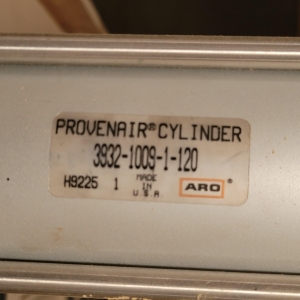 PROVENAIR® CYLINDER
3932-1009-1-120
H9225 1 MADE IN U.S.A ARO®